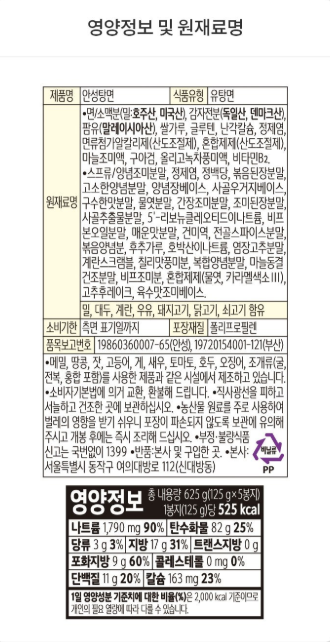 영양정보 및 원재료명
제품명 안성탕면 식품유형 유탕면
원재료명
•면/소맥분(밀:호주산, 미국산), 감자전분(독일산, 덴마크산)
팜유(말레이시아산), 쌀가루, 글루텐, 난각칼슘, 정제염,
면류첨가알칼리제(산도조절제), 혼합제제(산도조절제),
마늘조미액, 구아검, 올리고녹차풍미액, 비타민B₂.
•스프류/양념조미분말, 정제염, 정백당, 볶음된장분말,
고소한양념분말, 양념장베이스, 사골우거지베이스,
구수한맛분말, 물엿분말, 간장조미분말, 조미된장분말,
사골추출물분말, 5'-리보뉴클레오티드이나트륨, 비프
본오일분말, 매운맛분말, 건미역, 전골스파이스분말,
볶음양념분, 후추가루, 호박산이나트륨, 염장고추분말,
계란스크램블, 칠리맛풍미분, 복합양념분말, 마늘동결
건조분말, 비프조미분, 혼합제제(물엿, 카라멜색소Ⅲ),
고추후레이크, 육수맛조미베이스.
밀, 대두, 계란, 우유, 돼지고기, 닭고기, 쇠고기 함유
소비기한 측면 표기일까지 포장재질 폴리프로필렌
품목보고번호 19860360007-65(안성), 19720154001-121(부산)
•메밀, 땅콩, 잣, 고등어, 게, 새우, 토마토, 호두, 오징어, 조개류(굴,
전복, 홍합 포함)를 사용한 제품과 같은 시설에서 제조하고 있습니다.
•소비자기본법에 의거 교환, 환불해 드립니다. •직사광선을 피하고
서늘하고 건조한 곳에 보관하십시오. •농산물 원료를 주로 사용하여
벌레의 영향을 받기 쉬우니 포장이 파손되지 않도록 보관에 유의해
주시고 개봉 후에는 즉시 조리해 드십시오. •부정·불량식품
신고는 국번없이 1399 •반품:본사 및 구입한 곳. •본사:
서울특별시 동작구 여의대방로 112(신대방동)
비닐류
PP
영양정보 총 내용량 625 g(125 g×5봉지)
1봉지(125 g)당 525 kcal
나트륨 1,790 mg 90% 탄수화물 82 g 25%
당류 3 g 3% 지방 17 g 31% 트랜스지방 0 g
포화지방 9 g 60% 콜레스테롤 0 mg 0%
단백질 11 g 20% 칼슘 163 mg 23%
1일 영양성분 기준치에 대한 비율(%)은 2,000 kcal 기준이므로
개인의 필요 열량에 따라 다를 수 있습니다.